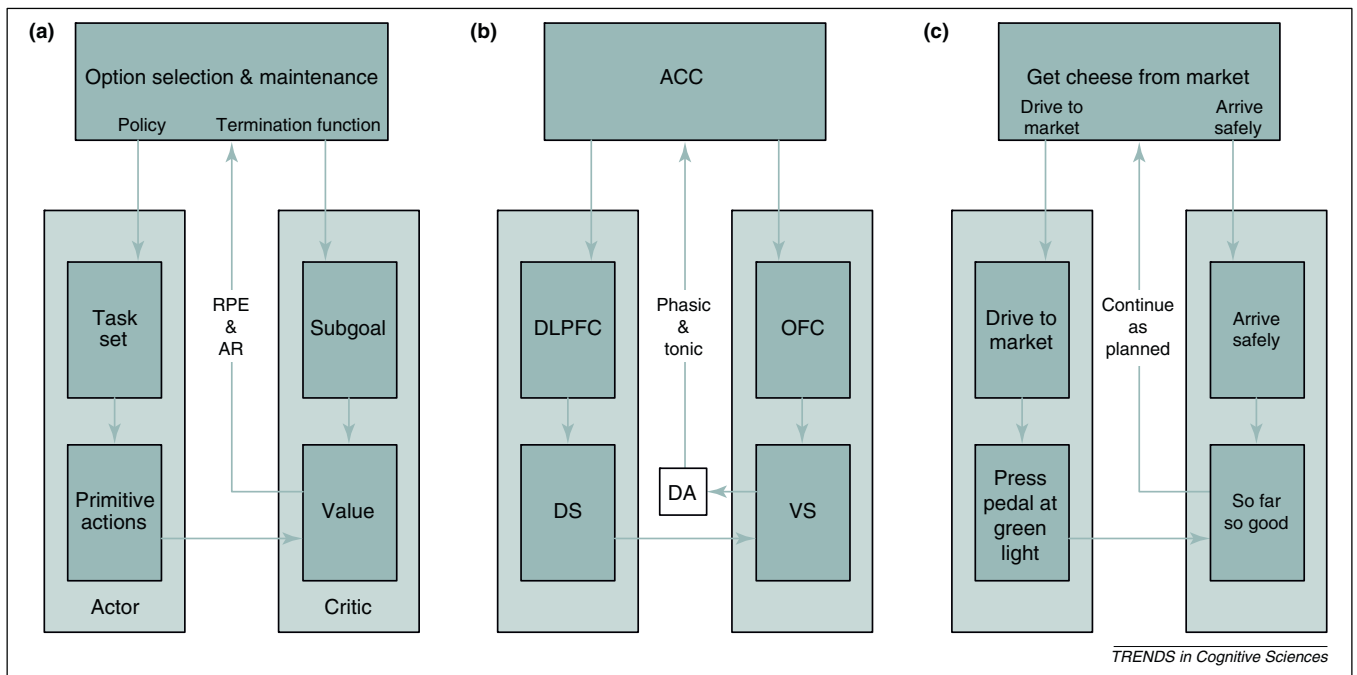 (a)
Option selection & maintenance
Policy
Termination function
Task
set
RPE
&
AR
Subgoal
Primitive
actions
Value
Actor
Critic
(b)
ACC
DLPFC
Phasic
&
tonic
OFC
DS
DA
VS
(c)
Get cheese from market
Drive to
market
Arrive
safely
Drive to
market
Continue
as
planned
Arrive
safely
Press
pedal at
green
light
So far
so good
TRENDS in Cognitive Sciences